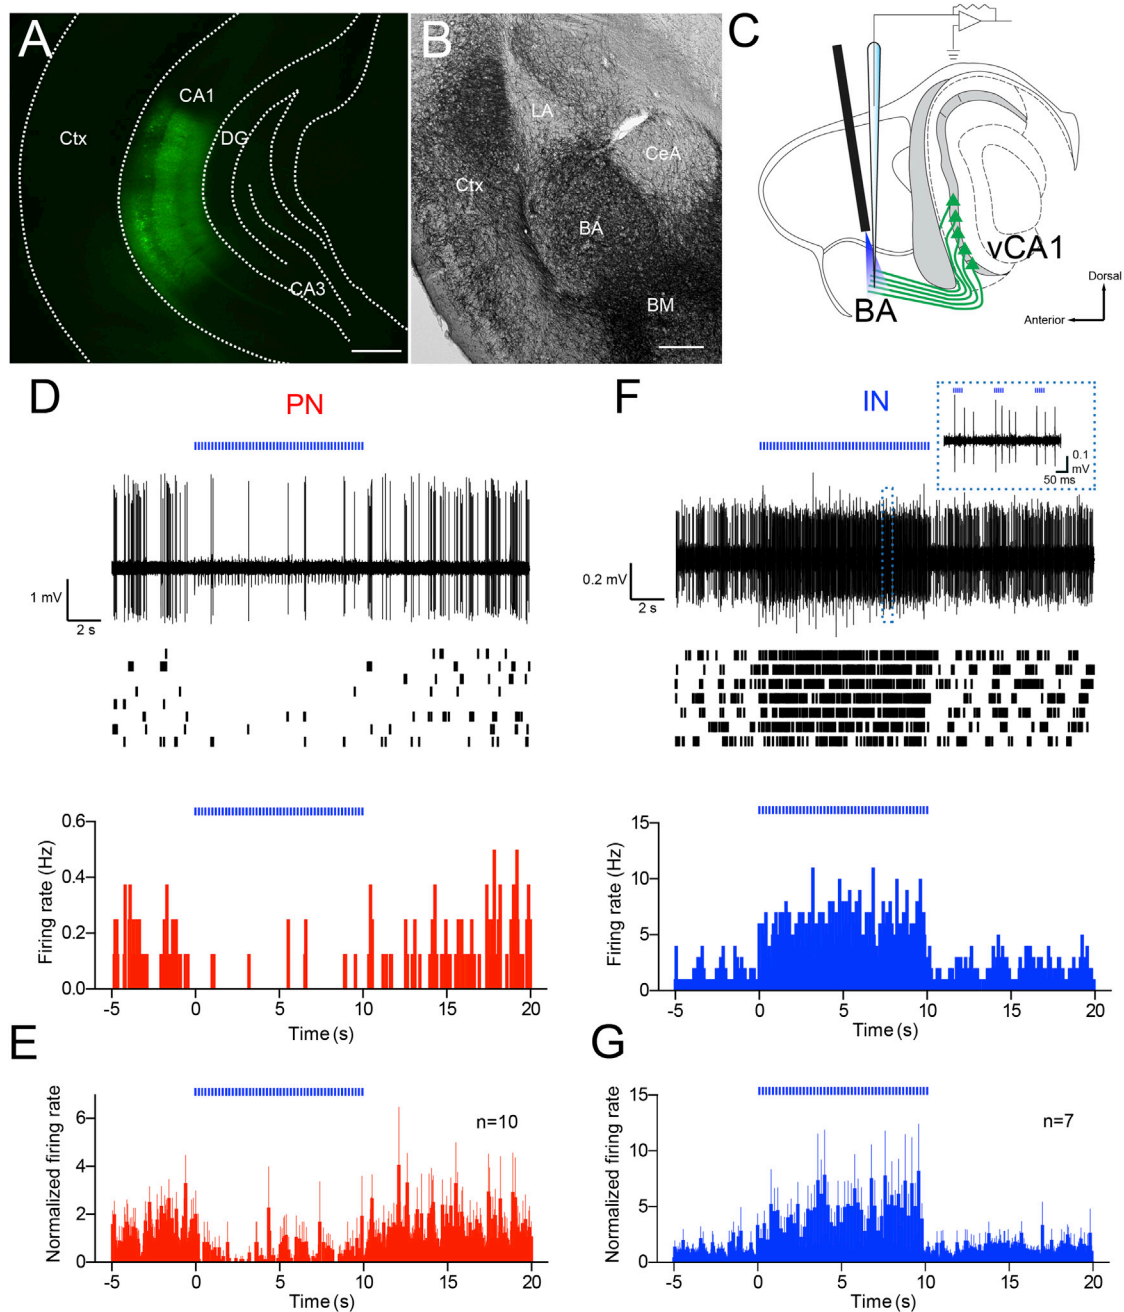 A
CA1
Ctx
DG
CA3
B
LA
CeA
Ctx
BA
BM
C
vCA1
BA
Dorsal
Anterior
D
PN
1 mV
2 s
Firing rate (Hz)
0.6
0.4
0.2
0.0
-5 0 5 10 15 20
Time (s)
E
Normalized firing rate
n=10
6
4
2
0
-5 0 5 10 15 20
Time (s)
F
IN
0.1
mV
50 ms
0.2 mV
2 s
Firing rate (Hz)
15
10
5
0
-5 0 5 10 15 20
Time (s)
G
Normalized firing rate
15
n=7
10
5
0
-5 0 5 10 15 20
Time (s)